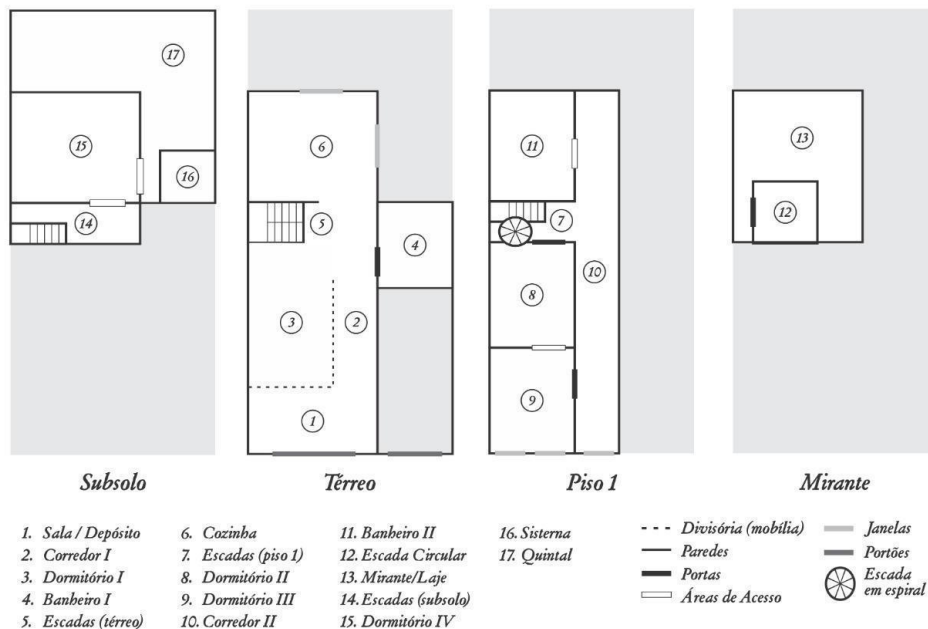 17
15
16
14
6
5
4
3
2
1
11
7
10
8
9
13
12
Subsolo
Térreo
Piso 1
Mirante
1. Sala / Depósito
2. Corredor I
3. Dormitório I
4. Banheiro I
5. Escadas (térreo)
6. Cozinha
7. Escadas (piso 1)
8. Dormitório II
9. Dormitório III
10. Corredor II
11. Banheiro II
12. Escada Circular
13. Mirante/Laje
14. Escadas (subsolo)
15. Dormitório IV
16. Sisterna
17. Quintal
Divisória (mobília)
Paredes
Portas
Áreas de Acesso
Janelas
Portões
Escada
em espiral